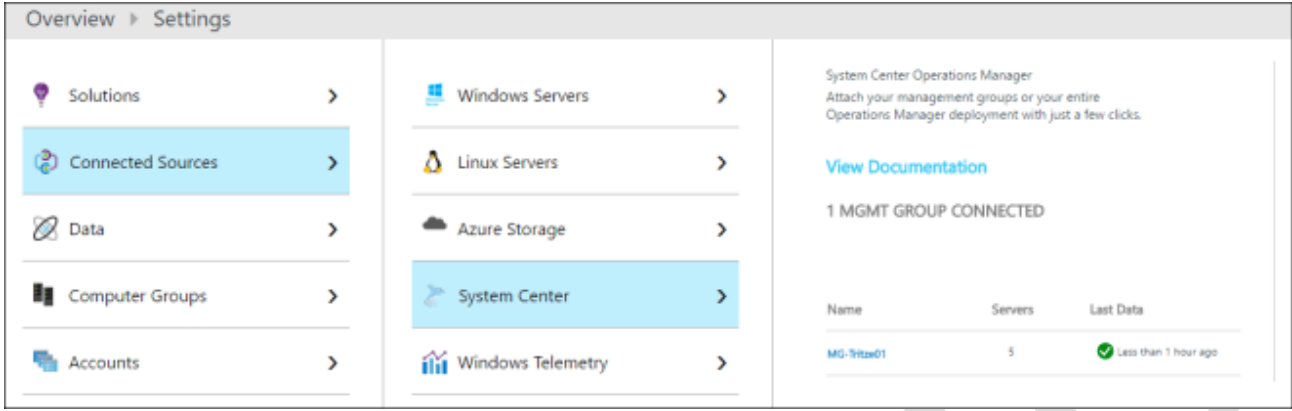 Overview Settings
Solutions
Connected Sources
Data
Computer Groups
Accounts
Windows Servers
Linux Servers
Azure Storage
System Center
Windows Telemetry
System Center Operations Manager
Attach your management groups or your entire
Operations Manager deployment with just a few clicks.
View Documentation
1 MGMT GROUP CONNECTED
Name Servers Last Data
MG-Tritze01 5 Less than 1 hour ago